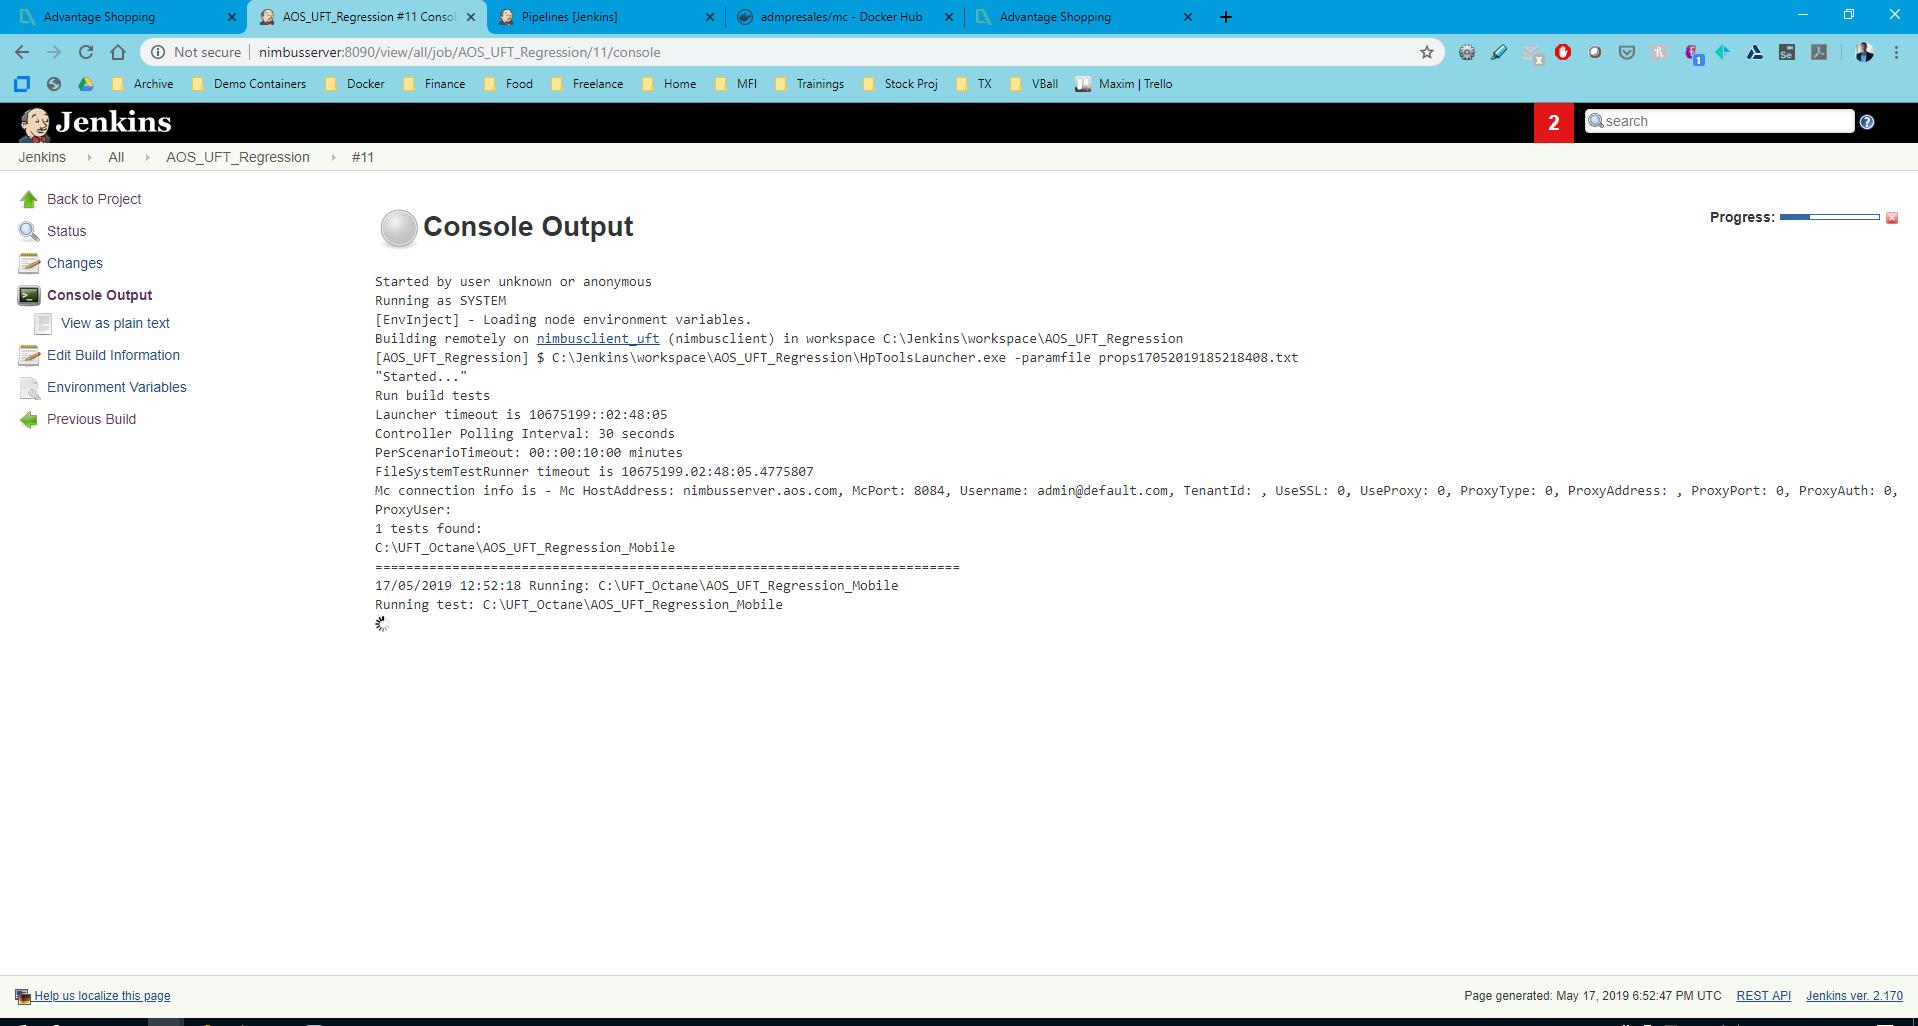 Advantage Shopping
AOS_UFT_Regression #11 Conso
Pipelines [Jenkins]
admpresales/mc - Docker Hub
Advantage Shopping
Not secure
nimbusserver:8090/view/all/job/AOS_UFT_Regression/11/console
x
1
Se
Archive
Demo Containers
Docker
Finance
Food
Freelance
Home
MFI
Trainings
Stock Proj
TX
VBall
Maxim | Trello
Jenkins
2
search
?
Jenkins
All
AOS_UFT_Regression
#11
Back to Project
Status
Changes
Console Output
View as plain text
Edit Build Information
Environment Variables
Previous Build
Console Output
Progress:
Started by user unknown or anonymous
Running as SYSTEM
[EnvInject] - Loading node environment variables.
Building remotely on nimbusclient_uft (nimbusclient) in workspace C:\Jenkins\workspace\AOS_UFT_Regression
[AOS_UFT_Regression] $ C:\Jenkins\workspace\AOS_UFT_Regression\HpToolsLauncher.exe -paramfile props17052019185218408.txt
"Started..."
Run build tests
Launcher timeout is 10675199::02:48:05
Controller Polling Interval: 30 seconds
PerScenarioTimeout: 00::00:10:00 minutes
FileSystemTestRunner timeout is 10675199.02:48:05.4775807
Mc connection info is - Mc HostAddress: nimbusserver.aos.com, McPort: 8084, Username: admin@default.com, TenantId: , UseSSL: 0, UseProxy: 0, ProxyType: 0, ProxyAddress: , ProxyPort: 0, ProxyAuth: 0,
ProxyUser:
1 tests found:
C:\UFT_Octane\AOS_UFT_Regression_Mobile
============================================================================
17/05/2019 12:52:18 Running: C:\UFT_Octane\AOS_UFT_Regression_Mobile
Running test: C:\UFT_Octane\AOS_UFT_Regression_Mobile
Help us localize this page
Page generated: May 17, 2019 6:52:47 PM UTC
REST API
Jenkins ver. 2.170